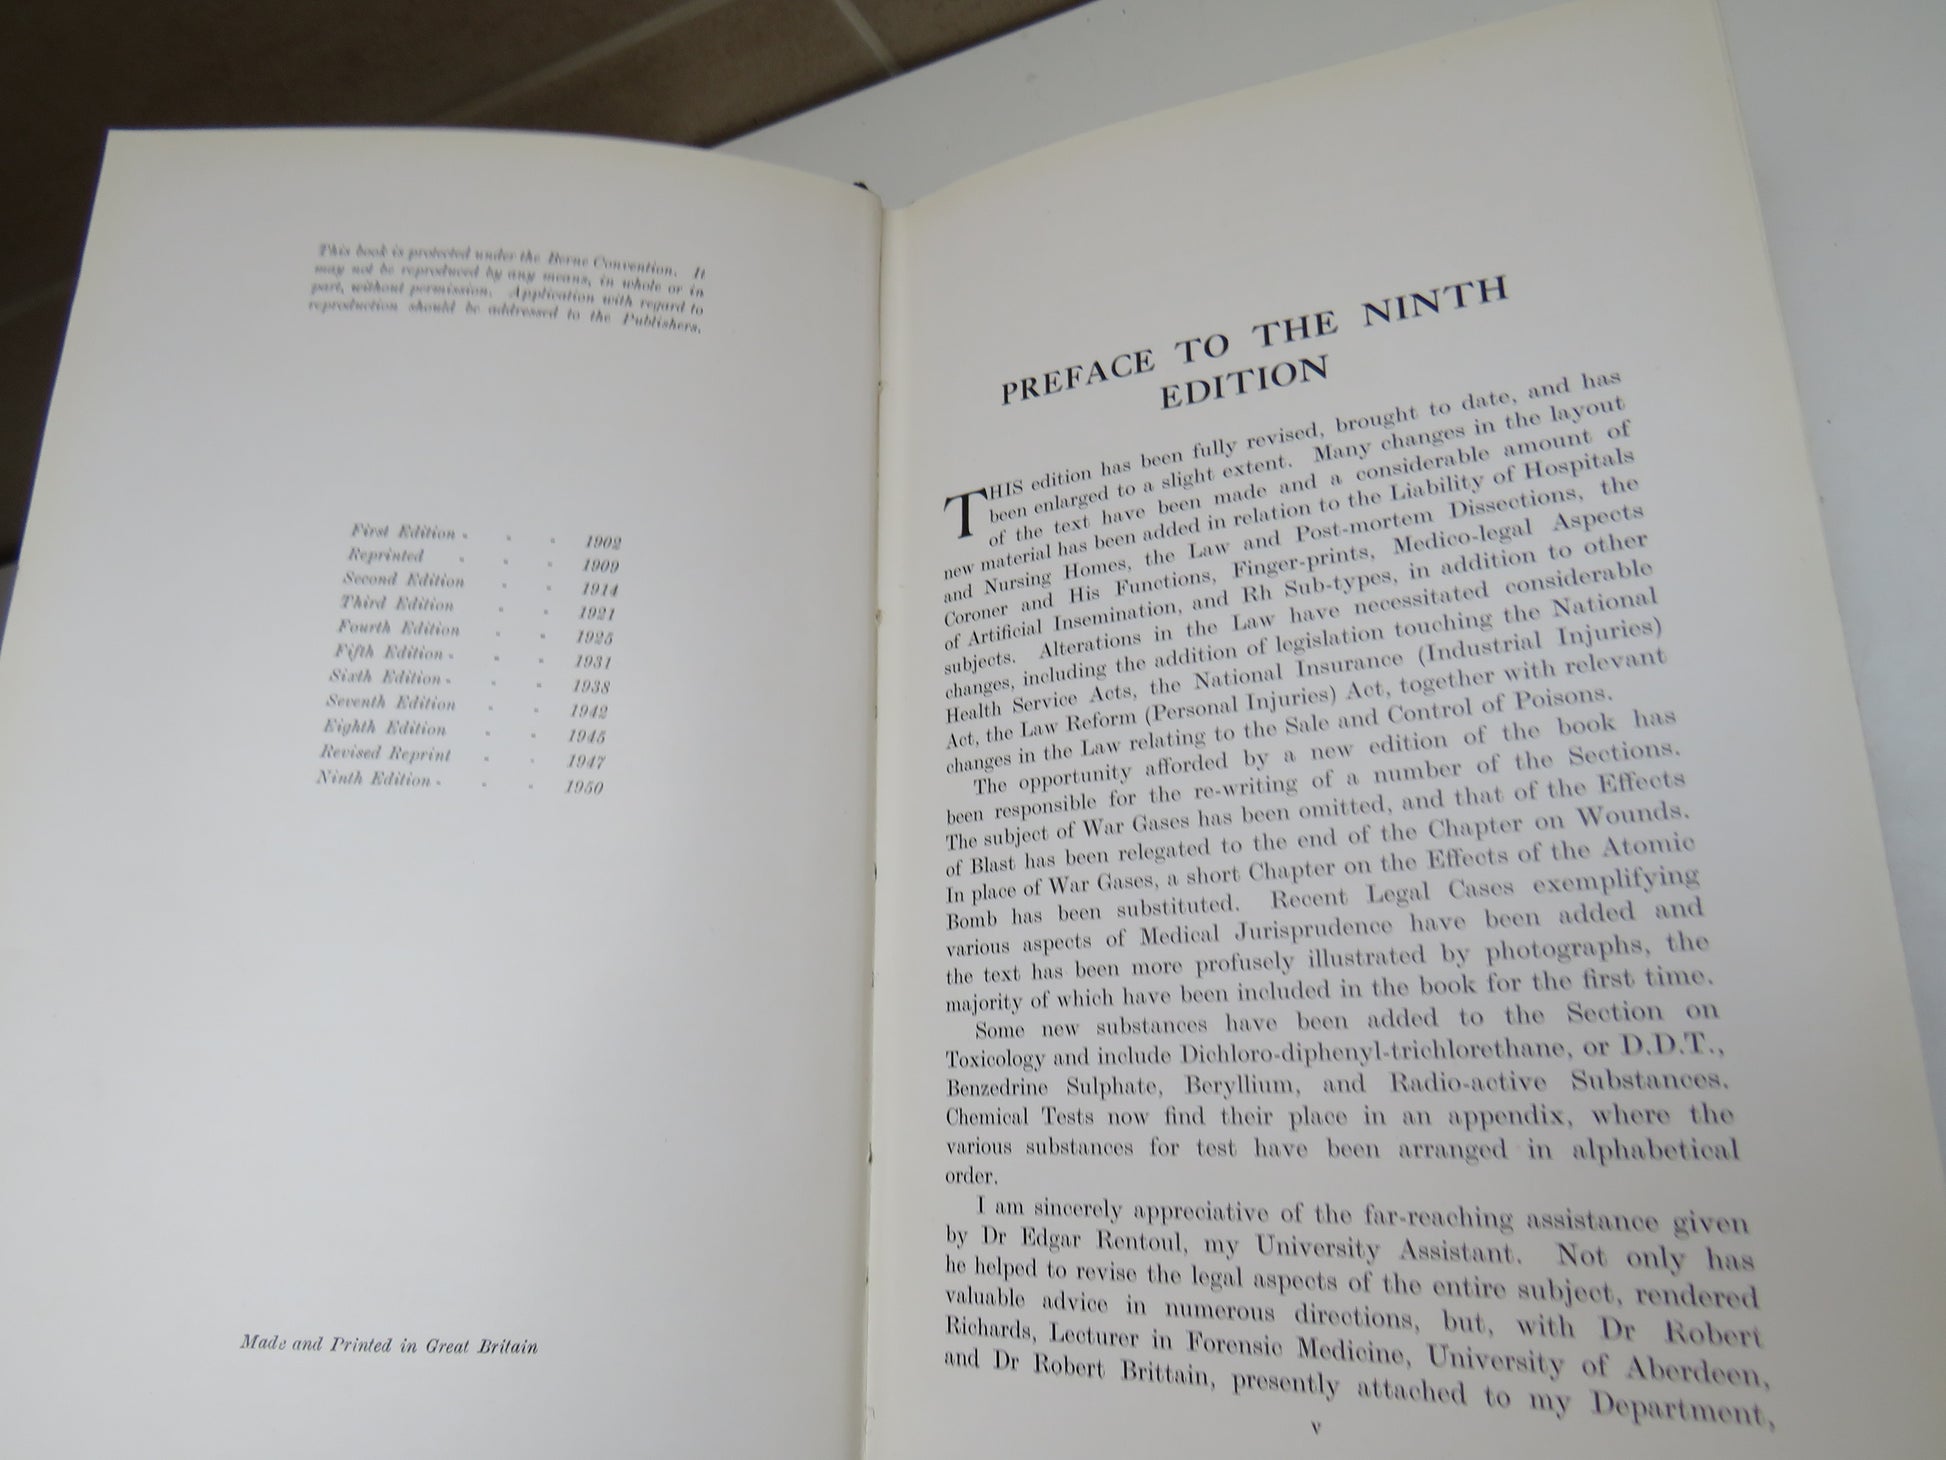 This book is protected under the Berne Convention. It
may not be reproduced by any means, in whole or in
part, without permission. Application with regard to
reproduction should be addressed to the Publishers.
First Edition - - - 1902
Reprinted - - - 1909
Second Edition - - 1914
Third Edition - - 1921
Fourth Edition - - 1925
Fifth Edition - - - 1931
Sixth Edition - - - 1938
Seventh Edition - - 1942
Eighth Edition - - 1945
Revised Reprint - - 1947
Ninth Edition - - - 1950
Made and Printed in Great Britain
PREFACE TO THE NINTH
EDITION
THIS edition has been fully revised, brought to date, and has
been enlarged to a slight extent. Many changes in the layout
of the text have been made and a considerable amount of
new material has been added in relation to the Liability of Hospitals
and Nursing Homes, the Law and Post-mortem Dissections, the
Coroner and His Functions, Finger-prints, Medico-legal Aspects
of Artificial Insemination, and Rh Sub-types, in addition to other
subjects. Alterations in the Law have necessitated considerable
changes, including the addition of legislation touching the National
Health Service Acts, the National Insurance (Industrial Injuries)
Act, the Law Reform (Personal Injuries) Act, together with relevant
changes in the Law relating to the Sale and Control of Poisons.
The opportunity afforded by a new edition of the book has
been responsible for the re-writing of a number of the Sections.
The subject of War Gases has been omitted, and that of the Effects
of Blast has been relegated to the end of the Chapter on Wounds.
In place of War Gases, a short Chapter on the Effects of the Atomic
Bomb has been substituted. Recent Legal Cases exemplifying
various aspects of Medical Jurisprudence have been added and
the text has been more profusely illustrated by photographs, the
majority of which have been included in the book for the first time.
Some new substances have been added to the Section on
Toxicology and include Dichloro-diphenyl-trichlorethane, or D.D.T.,
Benzedrine Sulphate, Beryllium, and Radio-active Substances.
Chemical Tests now find their place in an appendix, where the
various substances for test have been arranged in alphabetical
order.
I am sincerely appreciative of the far-reaching assistance given
by Dr Edgar Rentoul, my University Assistant. Not only has
he helped to revise the legal aspects of the entire subject, rendered
valuable advice in numerous directions, but, with Dr Robert
Richards, Lecturer in Forensic Medicine, University of Aberdeen,
and Dr Robert Brittain, presently attached to my Department,
v